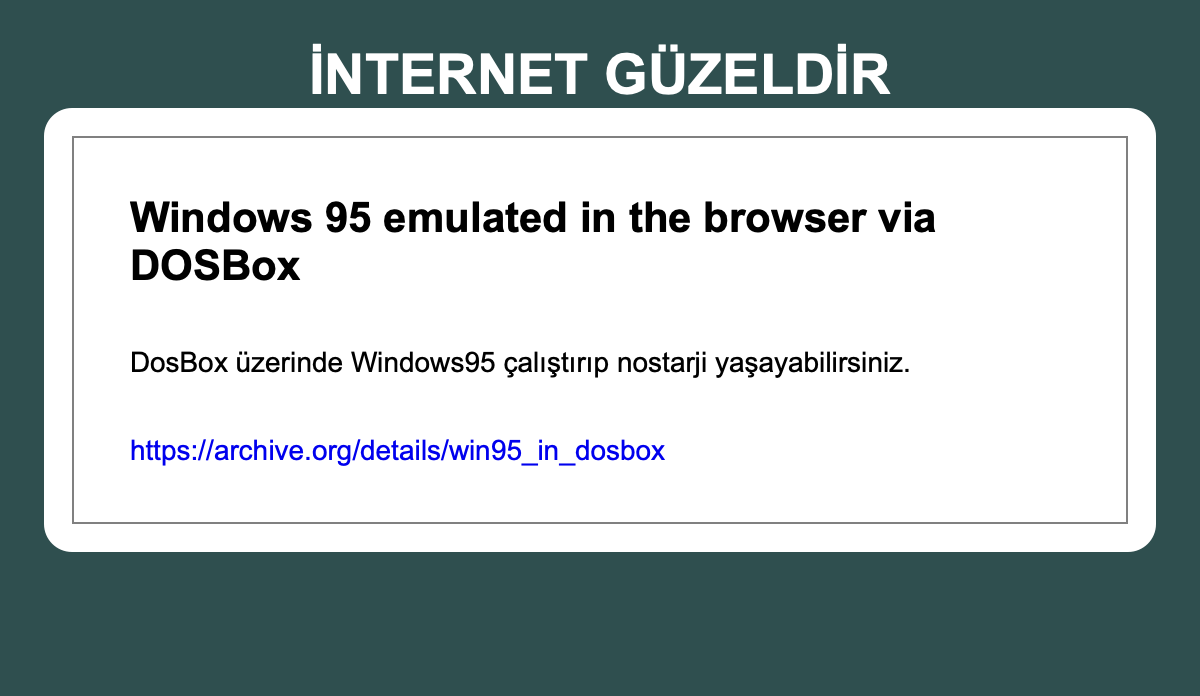 İNTERNET GÜZELDİR
Windows 95 emulated in the browser via
DOSBox
DosBox üzerinde Windows95 çalıştırıp nostarji yaşayabilirsiniz.
https://archive.org/details/win95_in_dosbox